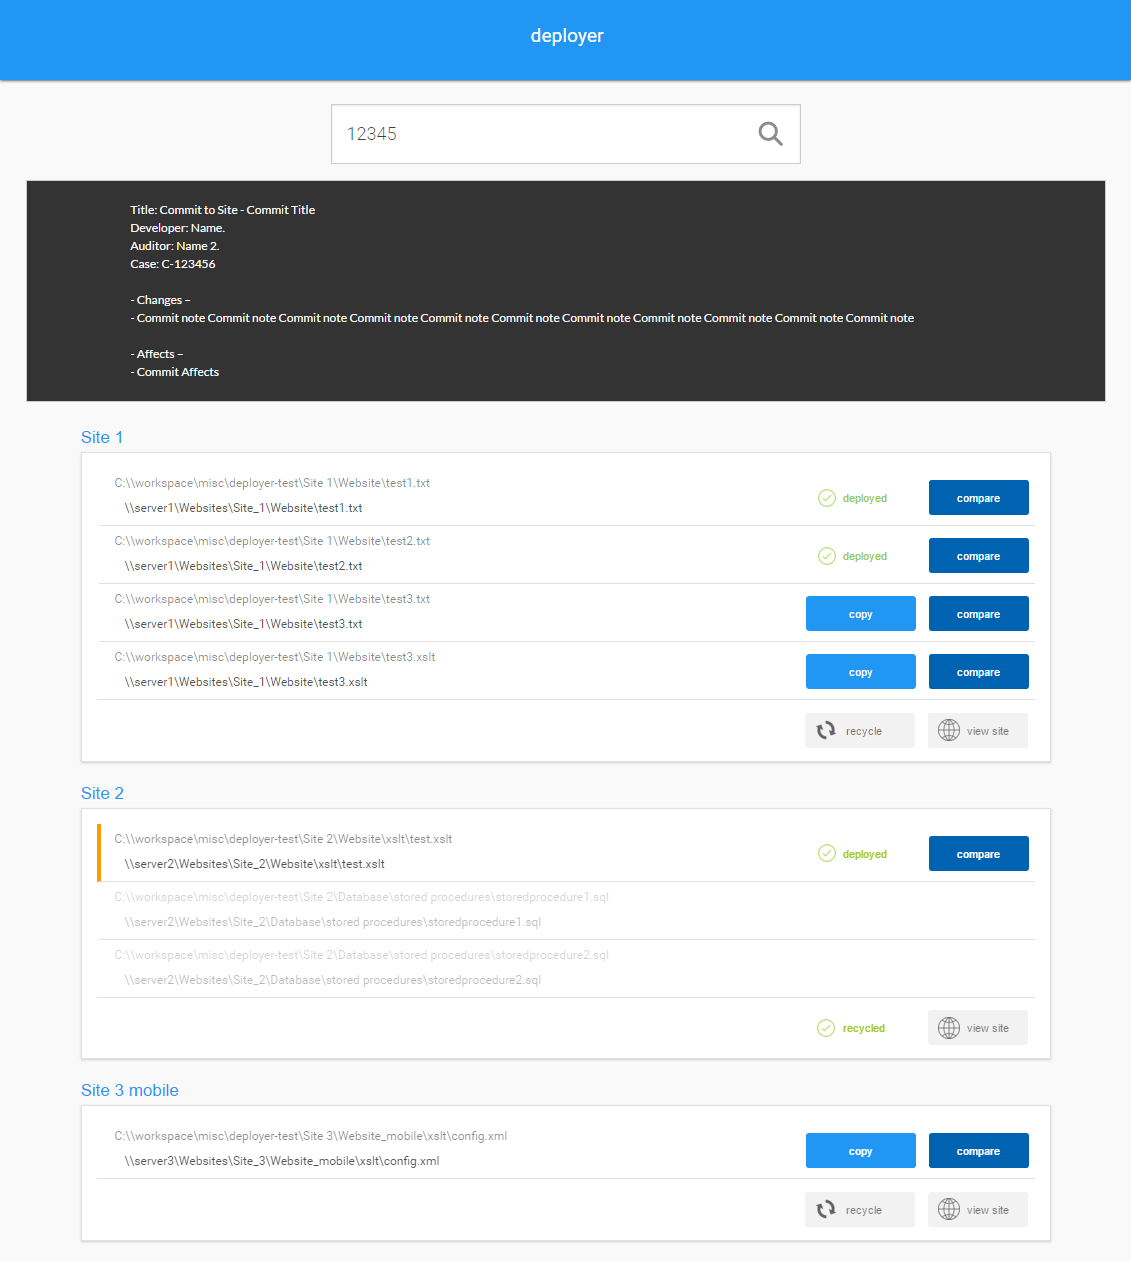 deployer
12345
Title: Commit to Site - Commit Title
Developer: Name.
Auditor: Name 2.
Case: C-123456
- Changes –
- Commit note Commit note Commit note Commit note Commit note Commit note Commit note Commit note Commit note Commit note Commit note
- Affects –
- Commit Affects
Site 1
C:\\workspace\misc\deployer-test\Site 1\Website\test1.txt
\\server1\Websites\Site_1\Website\test1.txt
deployed
compare
C:\\workspace\misc\deployer-test\Site 1\Website\test2.txt
\\server1\Websites\Site_1\Website\test2.txt
deployed
compare
C:\\workspace\misc\deployer-test\Site 1\Website\test3.txt
\\server1\Websites\Site_1\Website\test3.txt
copy
compare
C:\\workspace\misc\deployer-test\Site 1\Website\test3.xslt
\\server1\Websites\Site_1\Website\test3.xslt
copy
compare
recycle
view site
Site 2
C:\\workspace\misc\deployer-test\Site 2\Website\xslt\test.xslt
\\server2\Websites\Site_2\Website\xslt\test.xslt
deployed
compare
C:\\workspace\misc\deployer-test\Site 2\Database\stored procedures\storedprocedure1.sql
\\server2\Websites\Site_2\Database\stored procedures\storedprocedure1.sql
C:\\workspace\misc\deployer-test\Site 2\Database\stored procedures\storedprocedure2.sql
\\server2\Websites\Site_2\Database\stored procedures\storedprocedure2.sql
recycled
view site
Site 3 mobile
C:\\workspace\misc\deployer-test\Site 3\Website_mobile\xslt\config.xml
\\server3\Websites\Site_3\Website_mobile\xslt\config.xml
copy
compare
recycle
view site